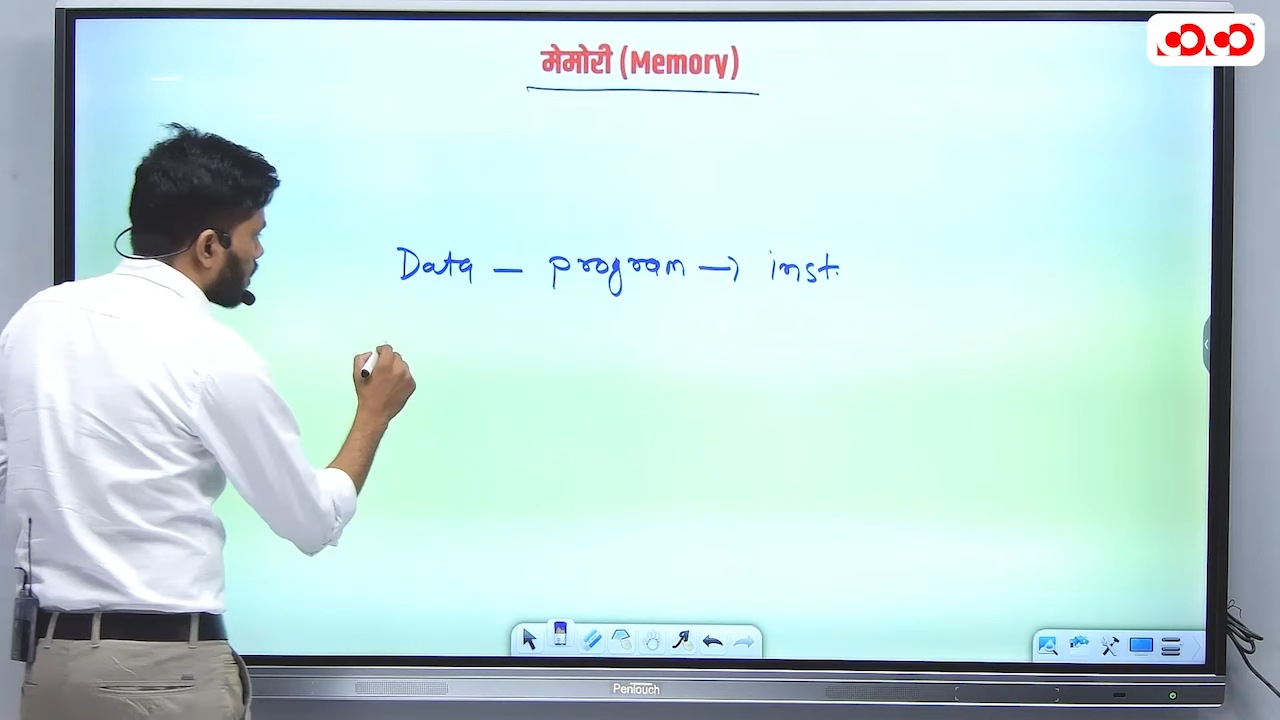 मेमोरी (Memory)
Data — program → inst.
PenTouch